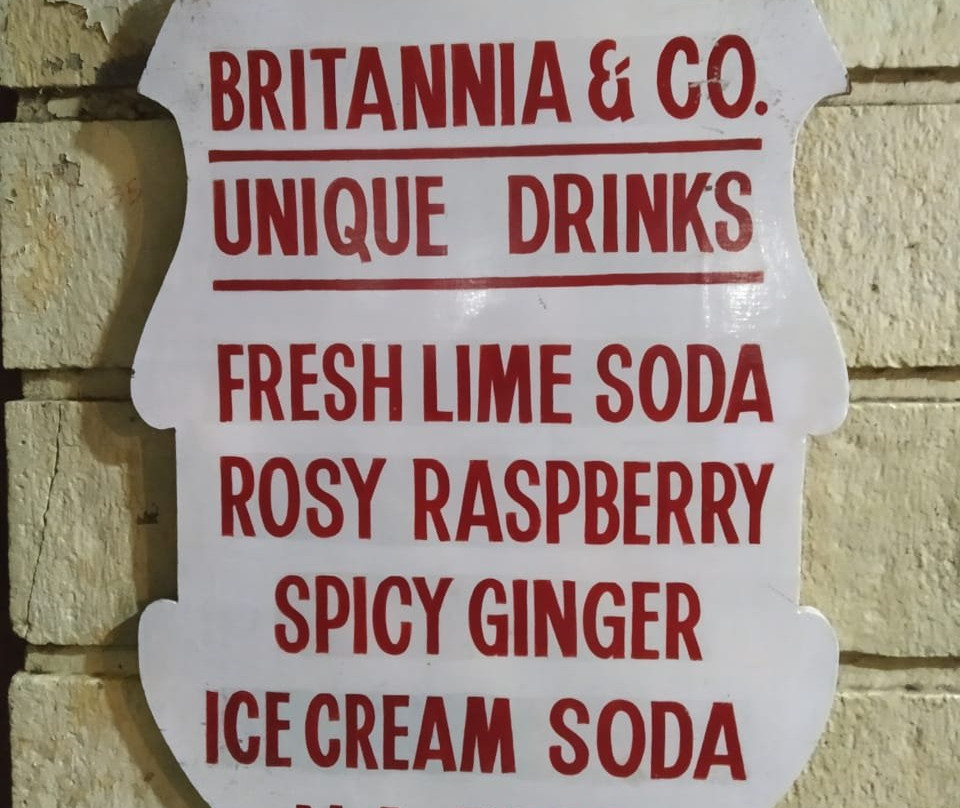 BRITANNIA & CO.
UNIQUE DRINKS
FRESH LIME SODA
ROSY RASPBERRY
SPICY GINGER
ICE CREAM SODA